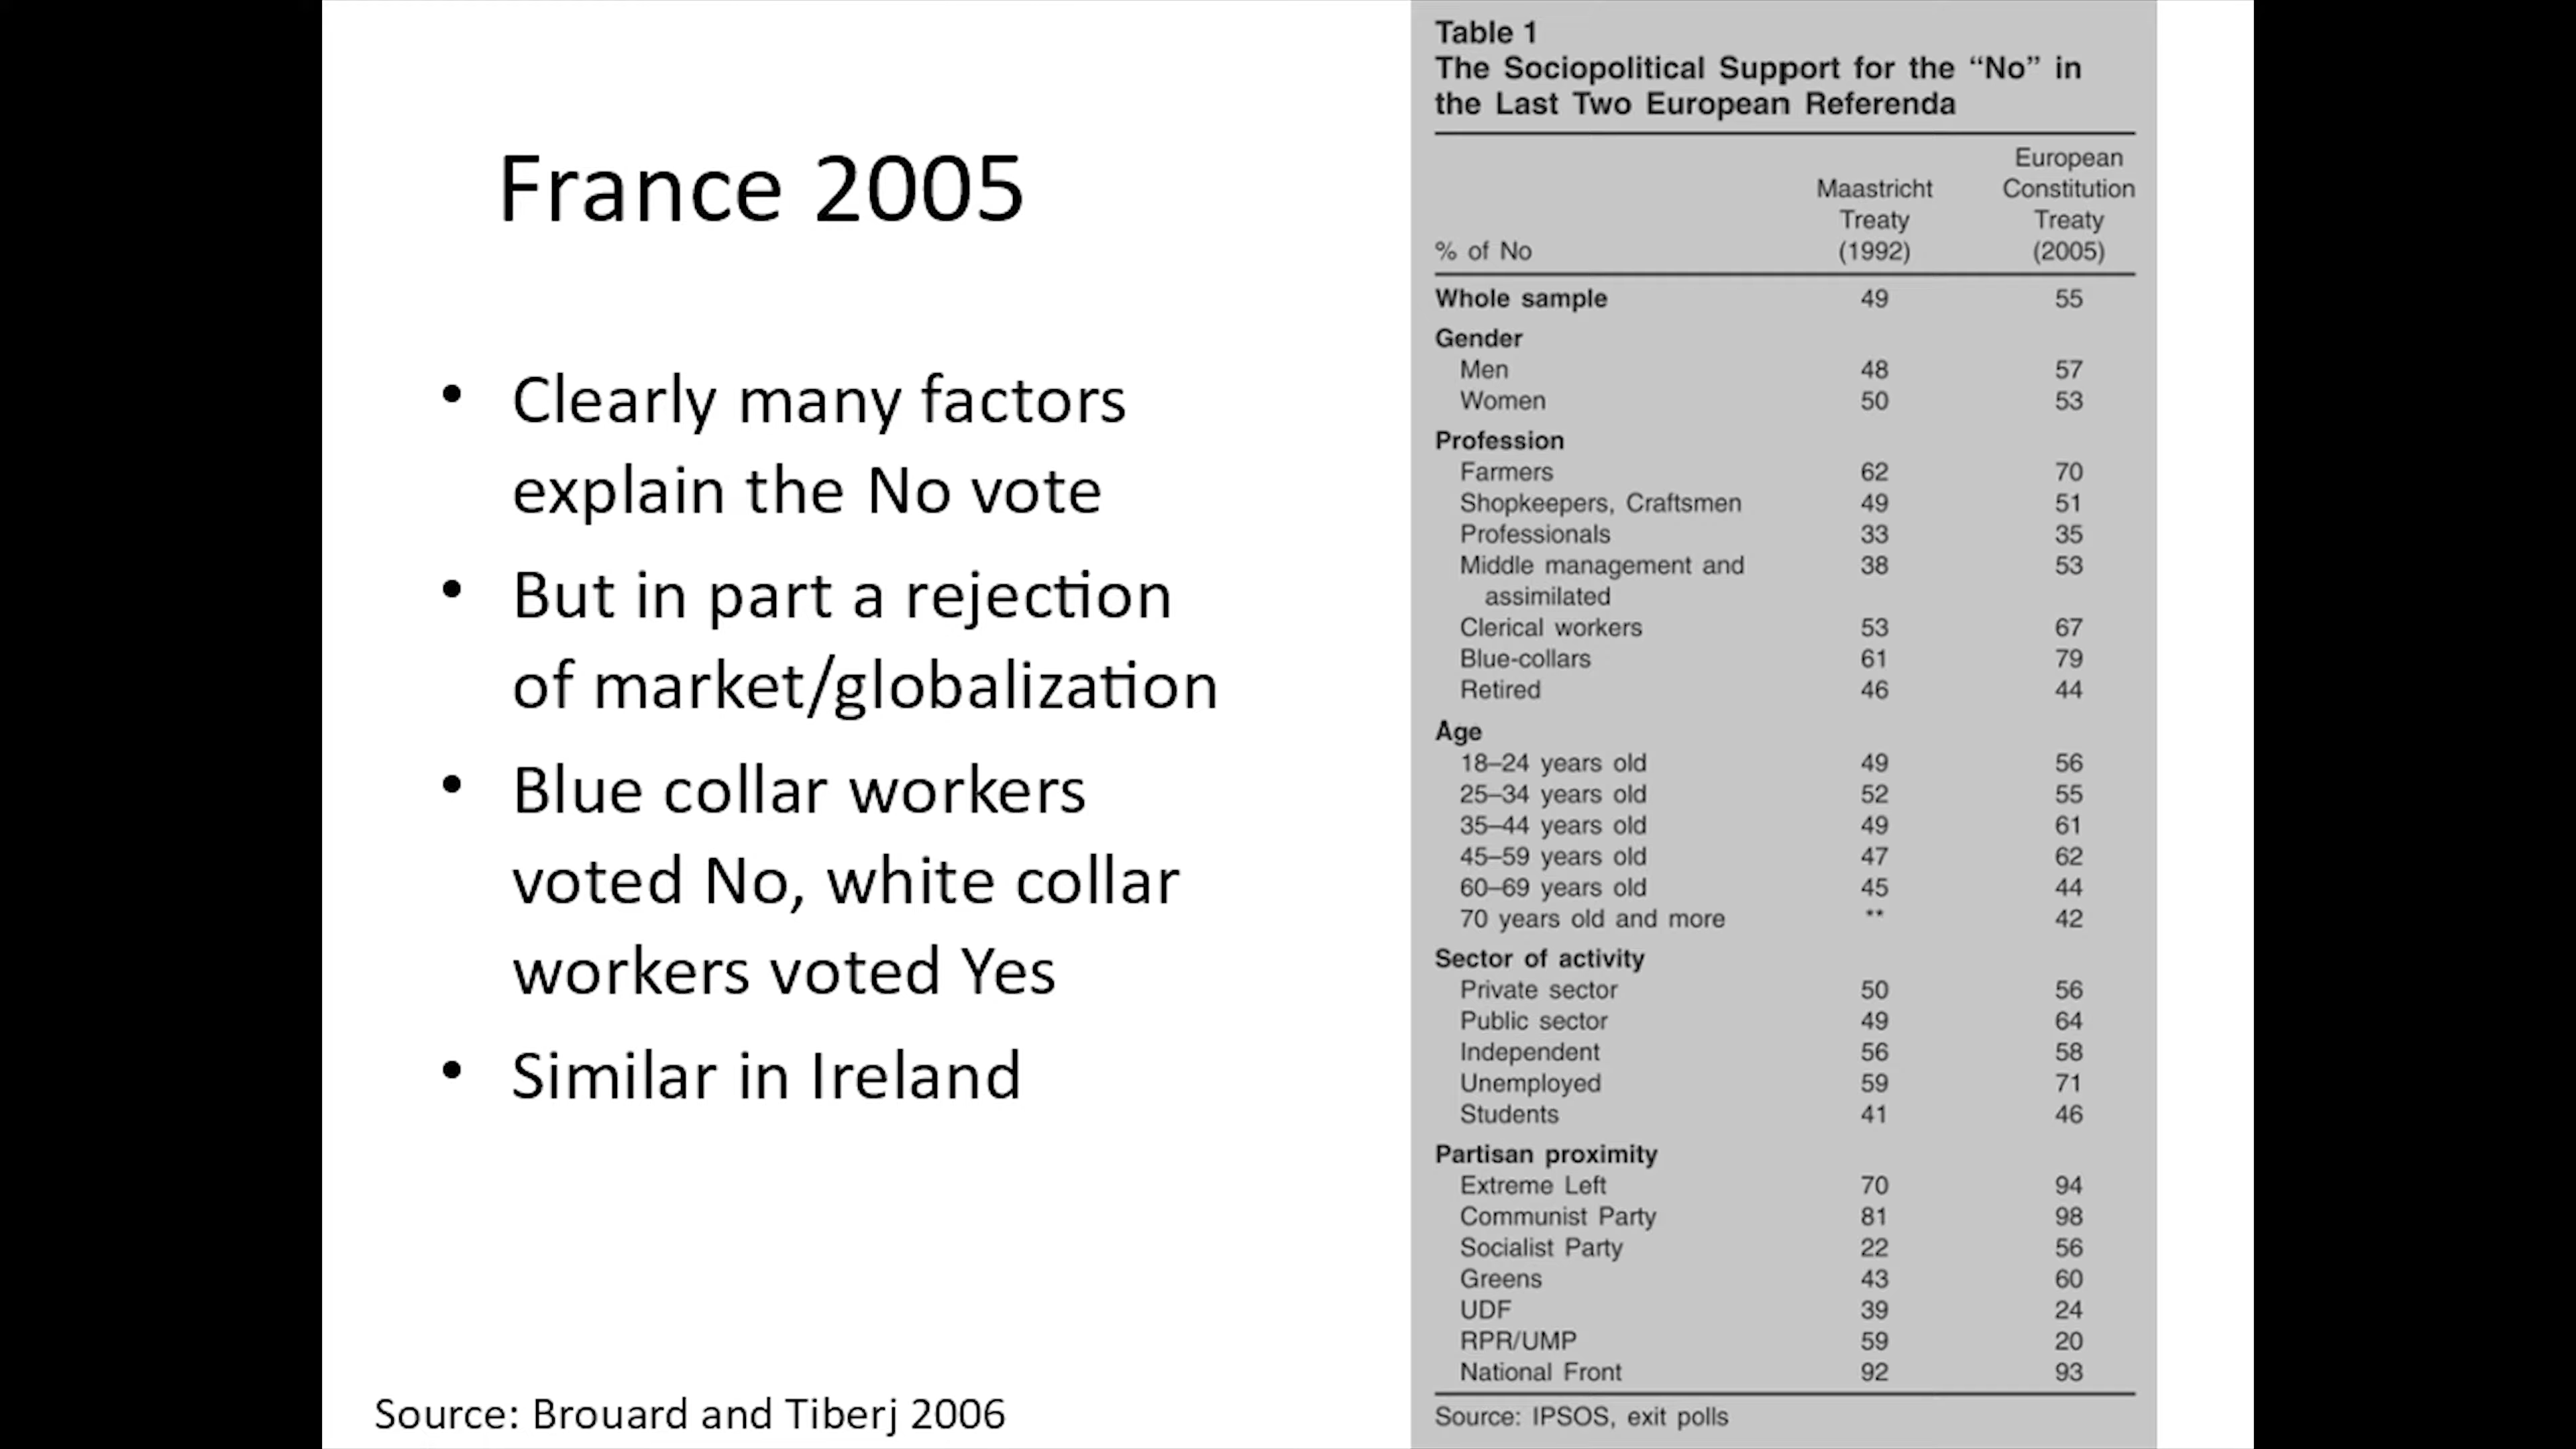 France 2005
• Clearly many factors
explain the No vote
• But in part a rejection
of market/globalization
• Blue collar workers
voted No, white collar
workers voted Yes
• Similar in Ireland
Source: Brouard and Tiberj 2006
Table 1
The Sociopolitical Support for the “No” in
the Last Two European Referenda
European
Maastricht Constitution
Treaty Treaty
% of No (1992) (2005)
Whole sample 49 55
Gender
Men 48 57
Women 50 53
Profession
Farmers 62 70
Shopkeepers, Craftsmen 49 51
Professionals 33 35
Middle management and 38 53
assimilated
Clerical workers 53 67
Blue-collars 61 79
Retired 46 44
Age
18–24 years old 49 56
25–34 years old 52 55
35–44 years old 49 61
45–59 years old 47 62
60–69 years old 45 44
70 years old and more ** 42
Sector of activity
Private sector 50 56
Public sector 49 64
Independent 56 58
Unemployed 59 71
Students 41 46
Partisan proximity
Extreme Left 70 94
Communist Party 81 98
Socialist Party 22 56
Greens 43 60
UDF 39 24
RPR/UMP 59 20
National Front 92 93
Source: IPSOS, exit polls